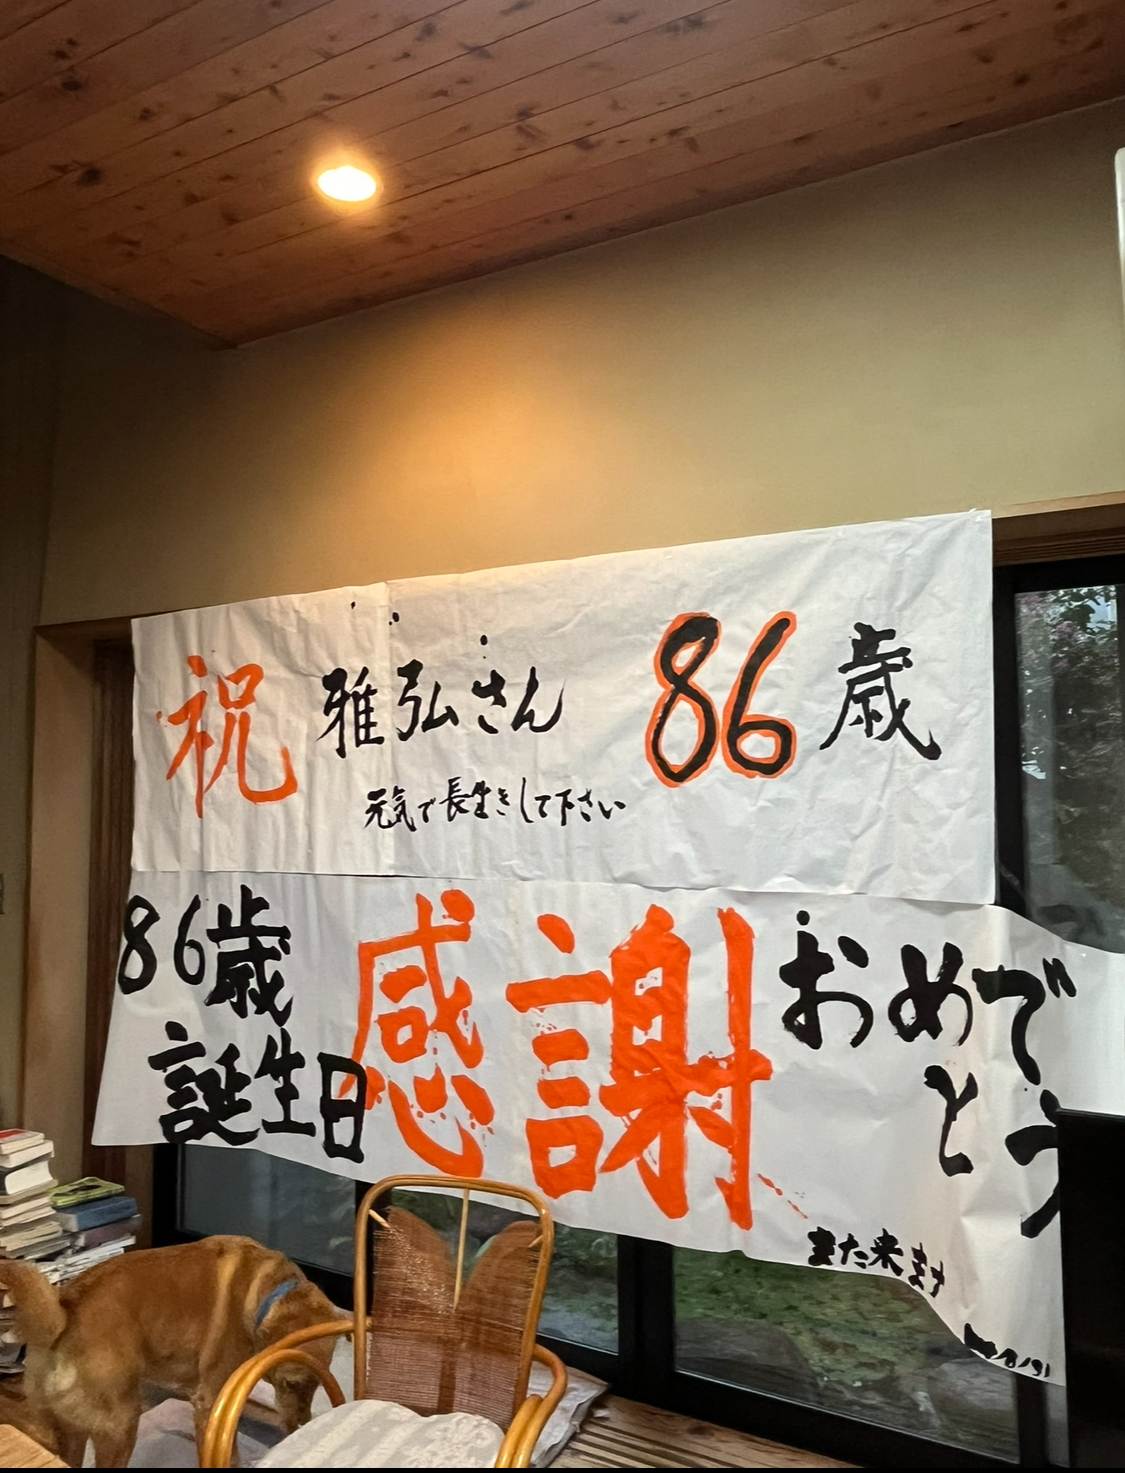 祝 雅弘さん 86歳
元気で長生きして下さい
86歳
誕生日
感謝
おめで
とう
また来ます